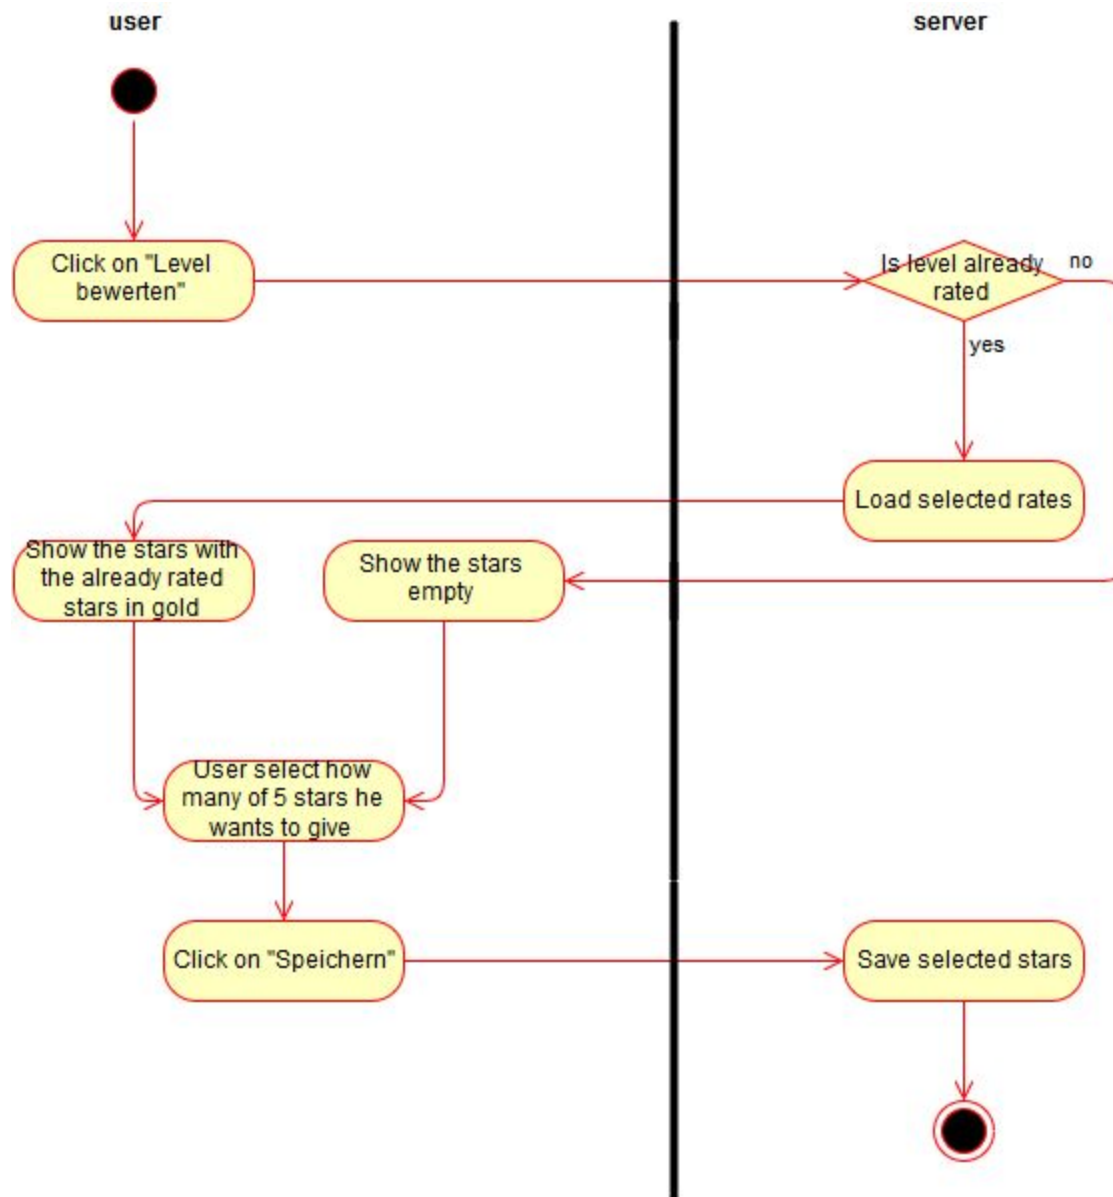 user
server
Click on "Level
bewerten"
Is level already
rated
no
yes
Load selected rates
Show the stars with
the already rated
stars in gold
Show the stars
empty
User select how
many of 5 stars he
wants to give
Click on "Speichern"
Save selected stars